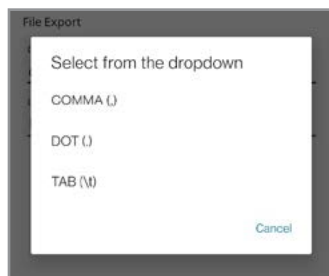 File Export
Select from the dropdown
COMMA (,)
DOT (.)
TAB (\t)
Cancel